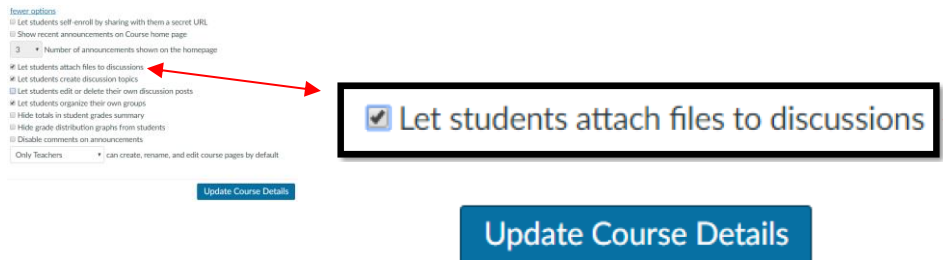 fewer options
Let students self-enroll by sharing with them a secret URL
Show recent announcements on Course home page
3 Number of announcements shown on the homepage
Let students attach files to discussions
Let students create discussion topics
Let students edit or delete their own discussion posts
Let students organize their own groups
Hide totals in student grades summary
Hide grade distribution graphs from students
Disable comments on announcements
Only Teachers can create, rename, and edit course pages by default
Update Course Details
Let students attach files to discussions
Update Course Details